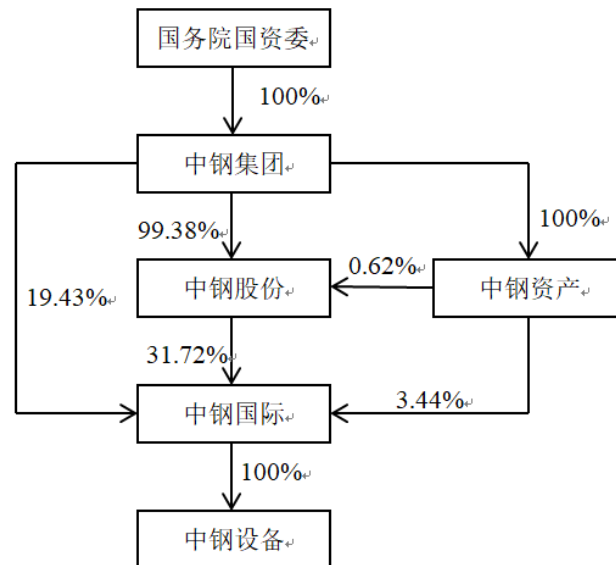 国务院国资委
100%
中钢集团
99.38%
100%
19.43%
中钢股份
0.62%
中钢资产
31.72%
3.44%
中钢国际
100%
中钢设备